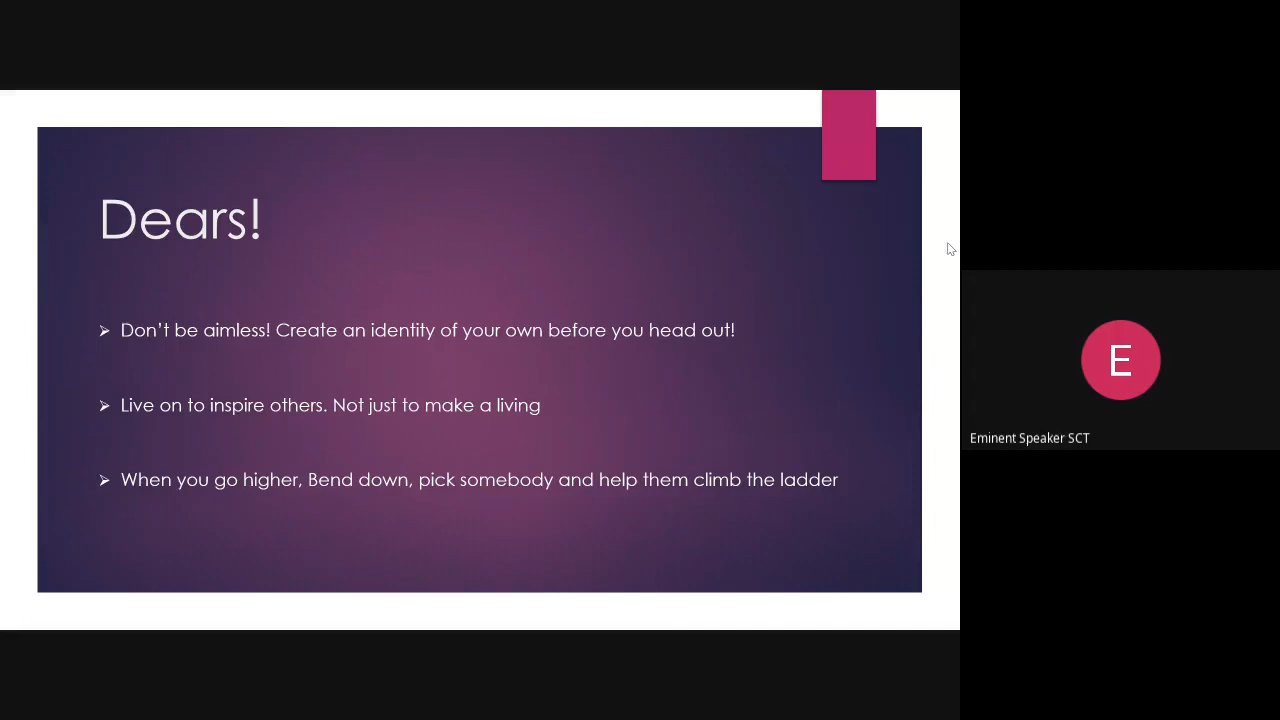 Dears!
Don’t be aimless! Create an identity of your own before you head out!
Live on to inspire others. Not just to make a living
When you go higher, Bend down, pick somebody and help them climb the ladder
E
Eminent Speaker SCT